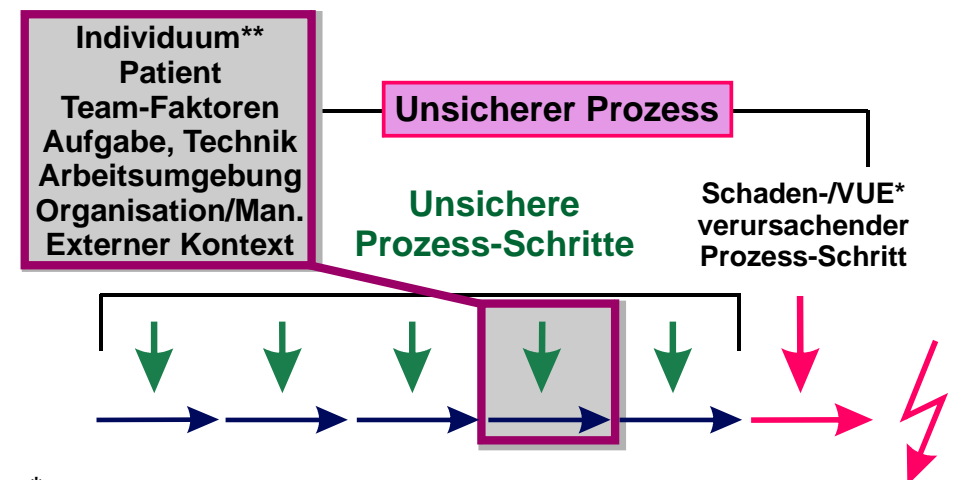 Individuum**
Patient
Team-Faktoren
Aufgabe, Technik
Arbeitsumgebung
Organisation/Man.
Externer Kontext
Unsicherer Prozess
Unsichere
Prozess-Schritte
Schaden-/VUE*
verursachender
Prozess-Schritt
*